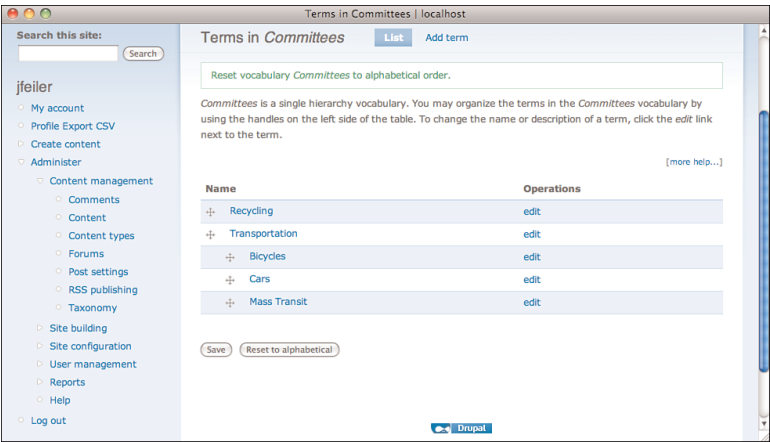 Terms in Committees | localhost
Search this site:
Search
jfeiler
My account
Profile Export CSV
Create content
Administer
Content management
Comments
Content
Content types
Forums
Post settings
RSS publishing
Taxonomy
Site building
Site configuration
User management
Reports
Help
Log out
Terms in Committees List Add term
Reset vocabulary Committees to alphabetical order.
Committees is a single hierarchy vocabulary. You may organize the terms in the Committees vocabulary by
using the handles on the left side of the table. To change the name or description of a term, click the edit link
next to the term.
[more help...]
Name Operations
Recycling edit
Transportation edit
Bicycles edit
Cars edit
Mass Transit edit
Save Reset to alphabetical
Drupal